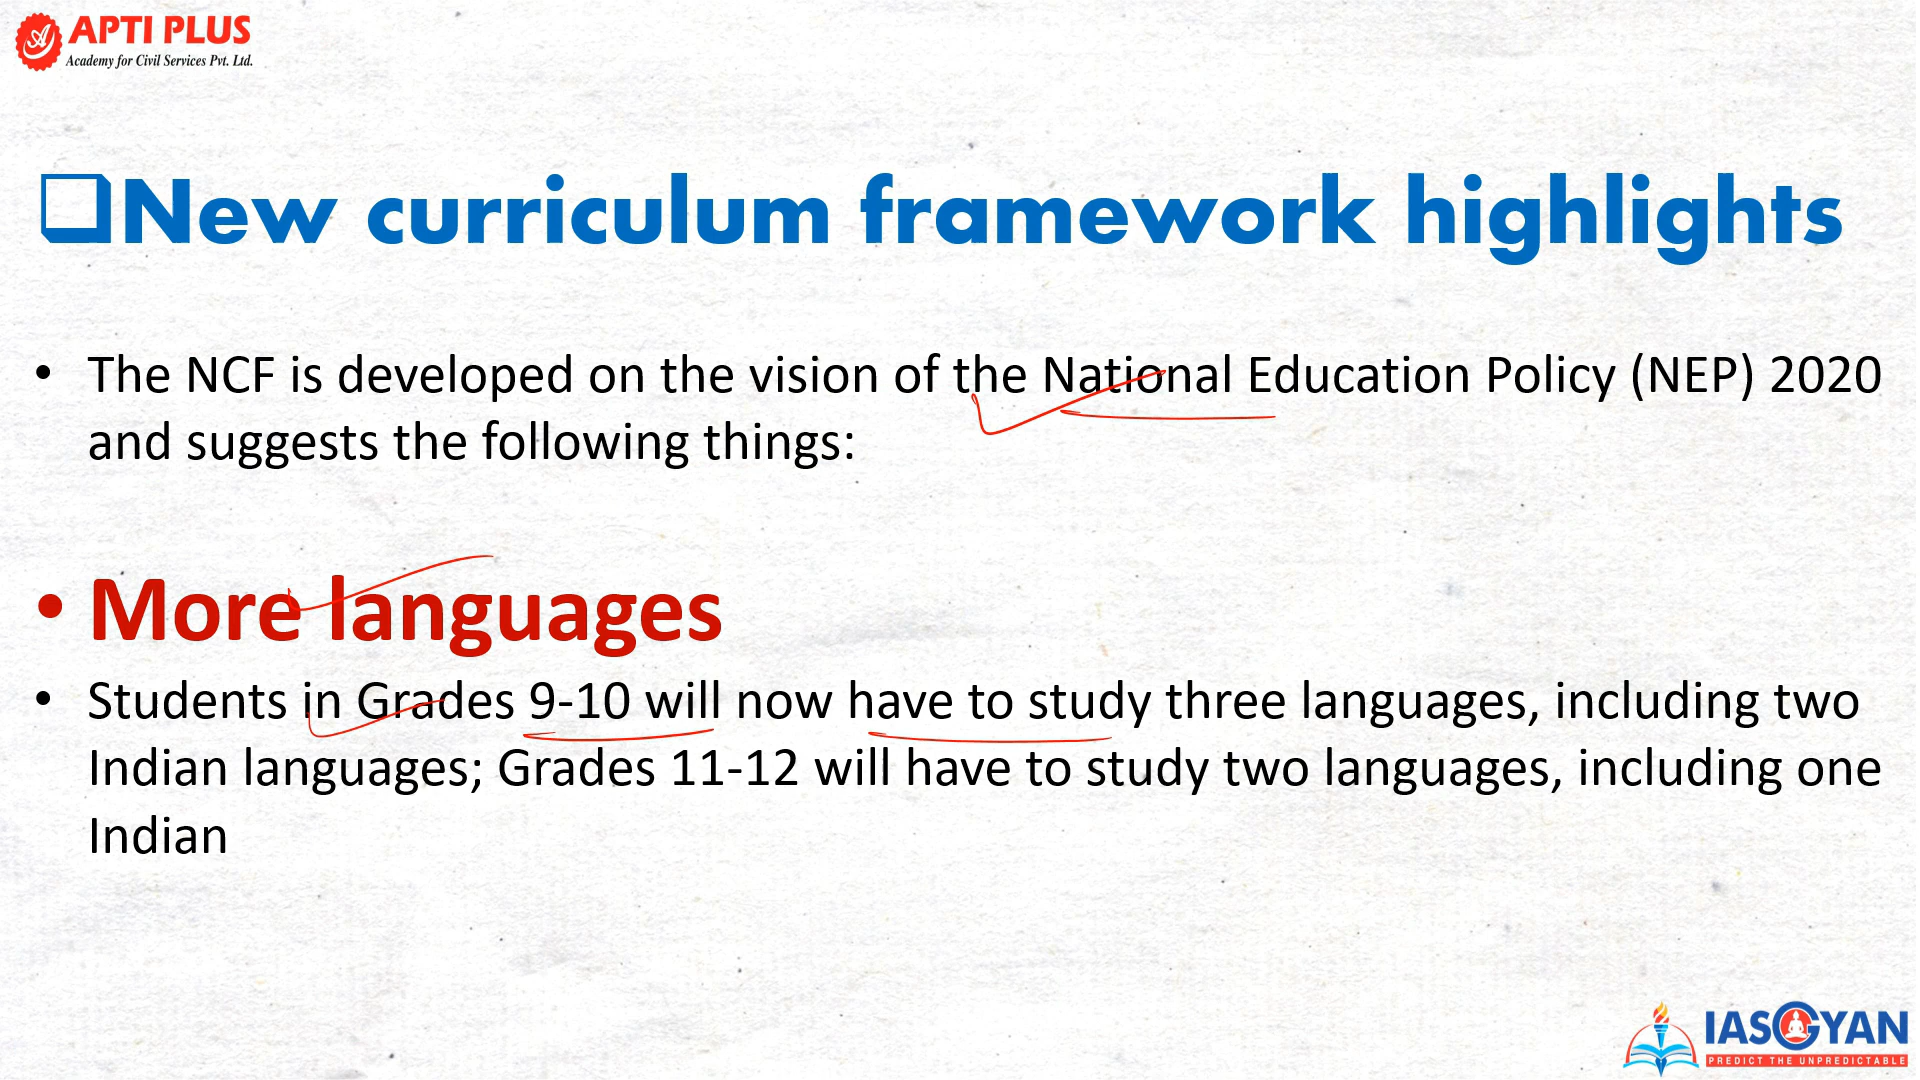 APTI PLUS
Academy for Civil Services Pvt. Ltd.
❑New curriculum framework highlights
• The NCF is developed on the vision of the National Education Policy (NEP) 2020
and suggests the following things:
• More languages
• Students in Grades 9-10 will now have to study three languages, including two
Indian languages; Grades 11-12 will have to study two languages, including one
Indian
IASGYAN
PREDICT THE UNPREDICTABLE